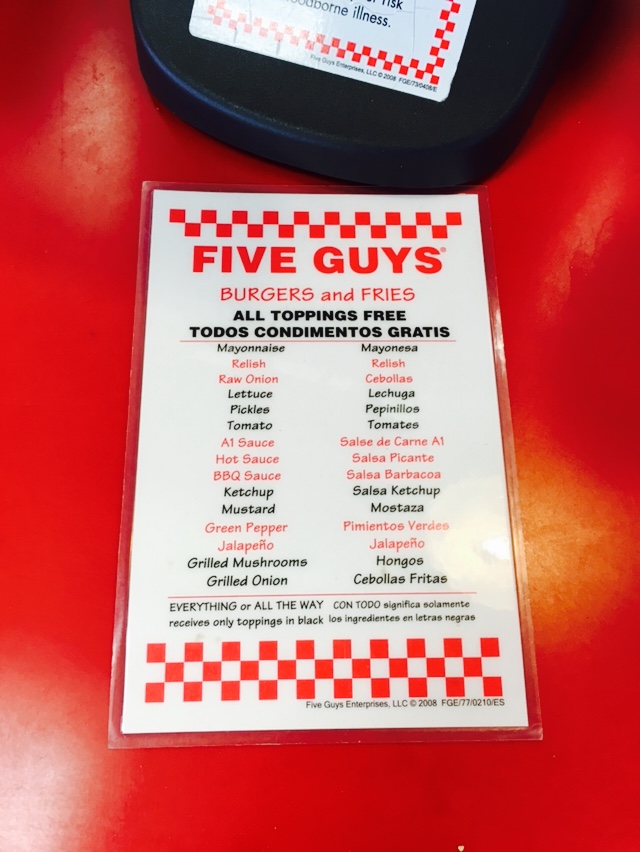 risk
foodborne illness.
Five Guys Enterprises, LLC © 2008 FGE/73/0408/E
FIVE GUYS®
BURGERS and FRIES
ALL TOPPINGS FREE
TODOS CONDIMENTOS GRATIS
Mayonnaise Mayonesa
Relish Relish
Raw Onion Cebollas
Lettuce Lechuga
Pickles Pepinillos
Tomato Tomates
A1 Sauce Salse de Carne A1
Hot Sauce Salsa Picante
BBQ Sauce Salsa Barbacoa
Ketchup Salsa Ketchup
Mustard Mostaza
Green Pepper Pimientos Verdes
Jalapeño Jalapeño
Grilled Mushrooms Hongos
Grilled Onion Cebollas Fritas
EVERYTHING or ALL THE WAY CON TODO significa solamente
receives only toppings in black los ingredientes en letras negras
Five Guys Enterprises, LLC © 2008 FGE/77/0210/ES